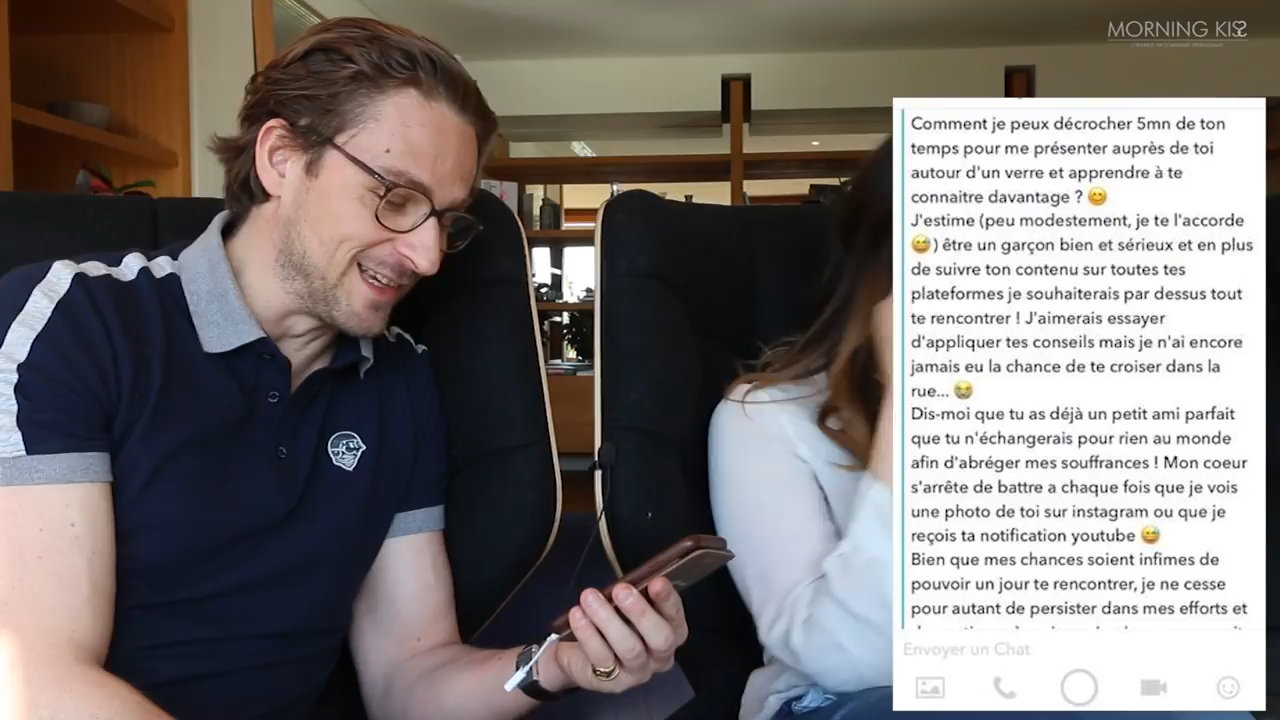 MORNING KISS
Comment je peux décrocher 5mn de ton
temps pour me présenter auprès de toi
autour d'un verre et apprendre à te
connaitre davantage ? 😊
J'estime (peu modestement, je te l'accorde
😅) être un garçon bien et sérieux et en plus
de suivre ton contenu sur toutes tes
plateformes je souhaiterais par dessus tout
te rencontrer ! J'aimerais essayer
d'appliquer tes conseils mais je n'ai encore
jamais eu la chance de te croiser dans la
rue... 😭
Dis-moi que tu as déjà un petit ami parfait
que tu n'échangerais pour rien au monde
afin d'abréger mes souffrances ! Mon coeur
s'arrête de battre a chaque fois que je vois
une photo de toi sur instagram ou que je
reçois ta notification youtube 😅
Bien que mes chances soient infimes de
pouvoir un jour te rencontrer, je ne cesse
pour autant de persister dans mes efforts et
Envoyer un Chat